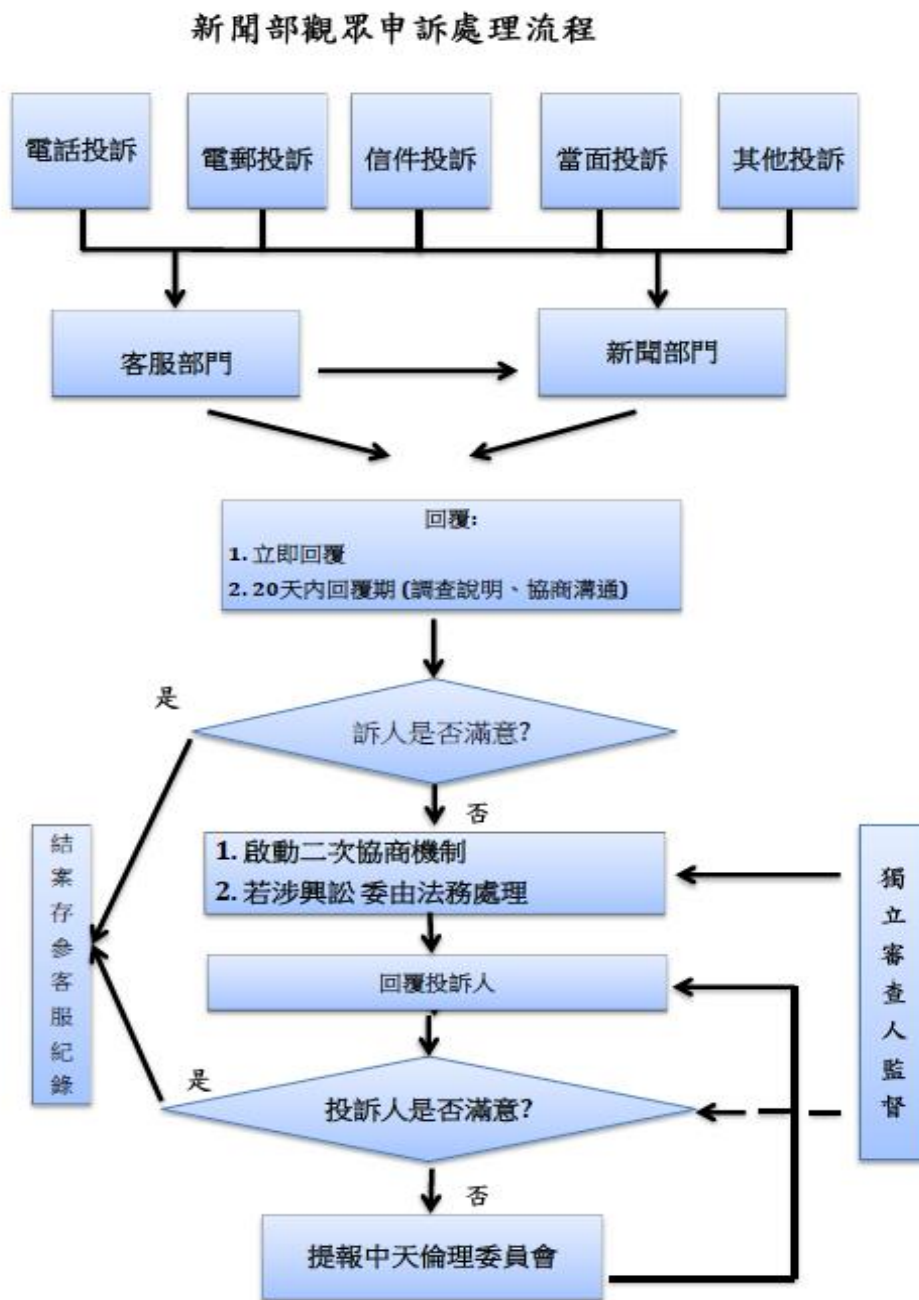 新聞部觀眾申訴處理流程
電話投訴
電郵投訴
信件投訴
當面投訴
其他投訴
客服部門
新聞部門
回覆:
1. 立即回覆
2. 20天內回覆期 (調查說明、協商溝通)
是
訴人是否滿意?
否
1. 啟動二次協商機制
2. 若涉興訟 委由法務處理
結案存參客服紀錄
獨立審查人監督
回覆投訴人
是
投訴人是否滿意?
否
提報中天倫理委員會